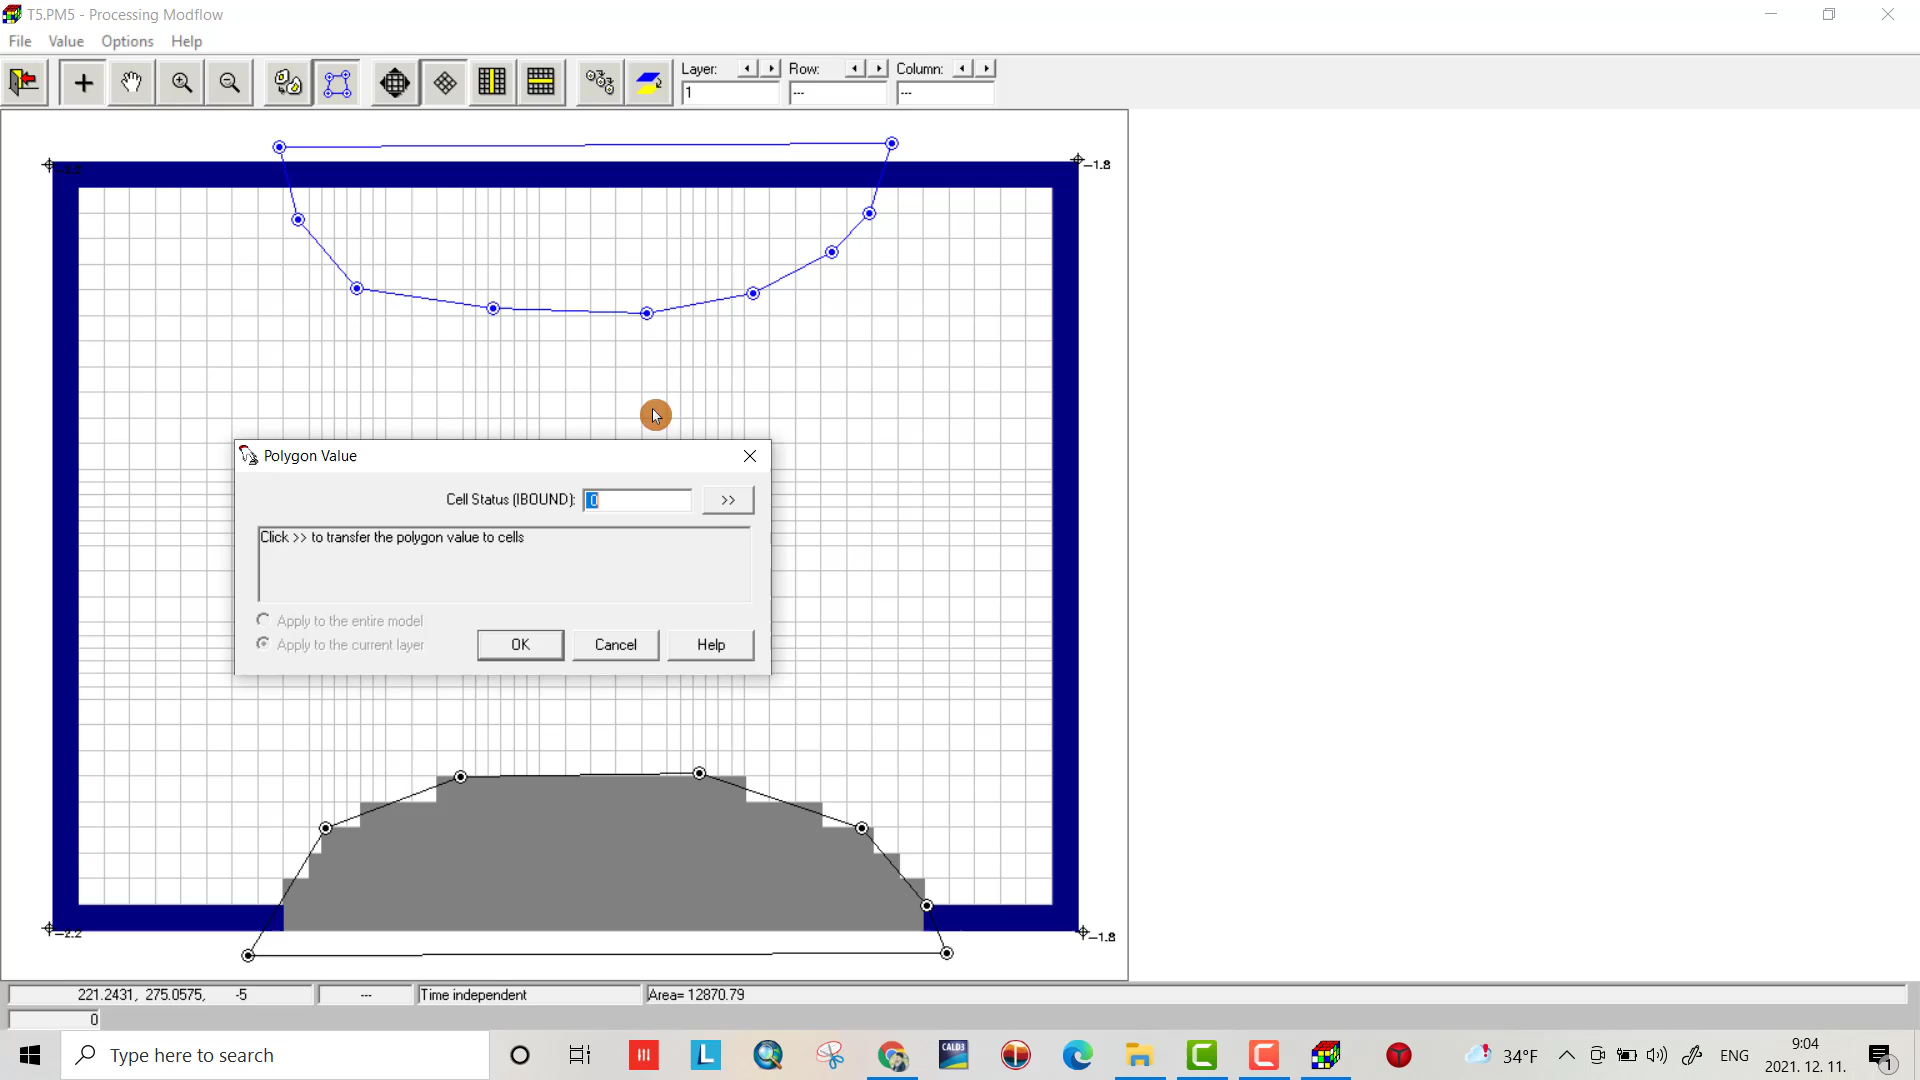 T5.PM5 - Processing Modflow
File Value Options Help
Layer: Row: Column:
1 --- ---
-1.8
Polygon Value
Cell Status (IBOUND): 0 >>
Click >> to transfer the polygon value to cells
Apply to the entire model
Apply to the current layer
OK Cancel Help
-2.2
-1.8
221.2431, 275.0575, -5 --- Time independent Area= 12870.79
0
Type here to search
L
CALD3
34°F
ENG
9:04
2021. 12. 11.
1